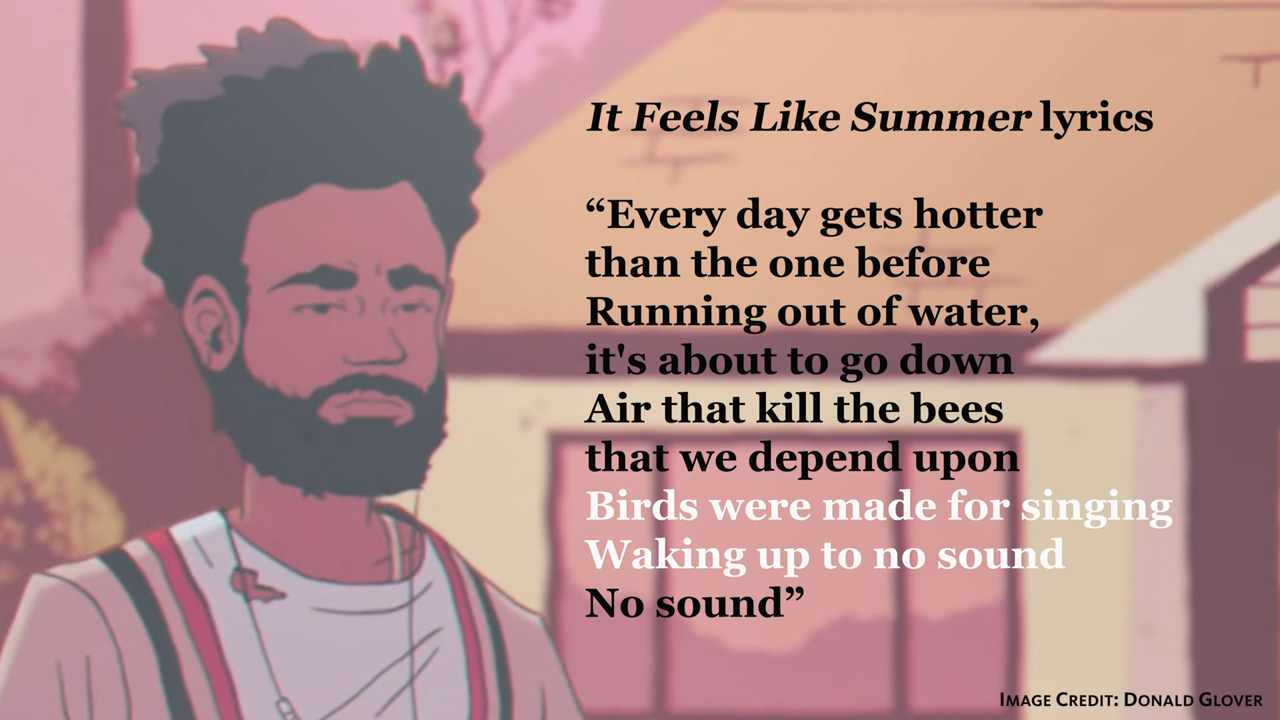 It Feels Like Summer lyrics
“Every day gets hotter
than the one before
Running out of water,
it's about to go down
Air that kill the bees
that we depend upon
Birds were made for singing
Waking up to no sound
No sound”
IMAGE CREDIT: DONALD GLOVER